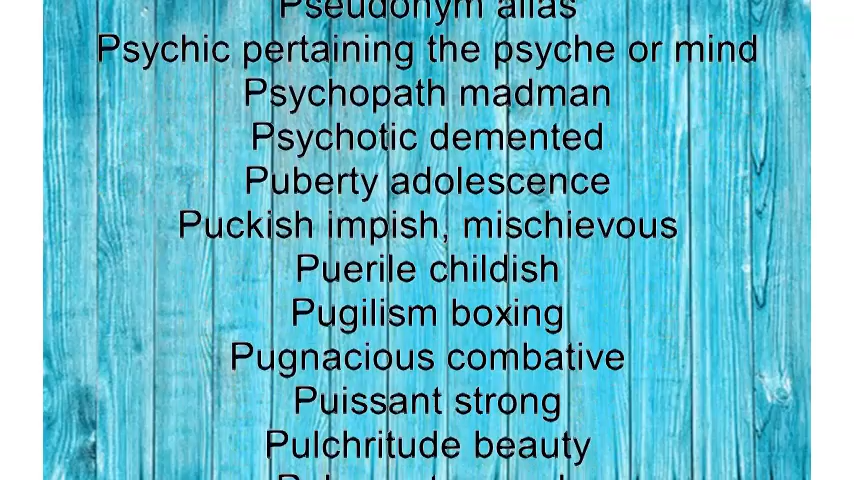 Pseudonym alias
Psychic pertaining the psyche or mind
Psychopath madman
Psychotic demented
Puberty adolescence
Puckish impish, mischievous
Puerile childish
Pugilism boxing
Pugnacious combative
Puissant strong
Pulchritude beauty